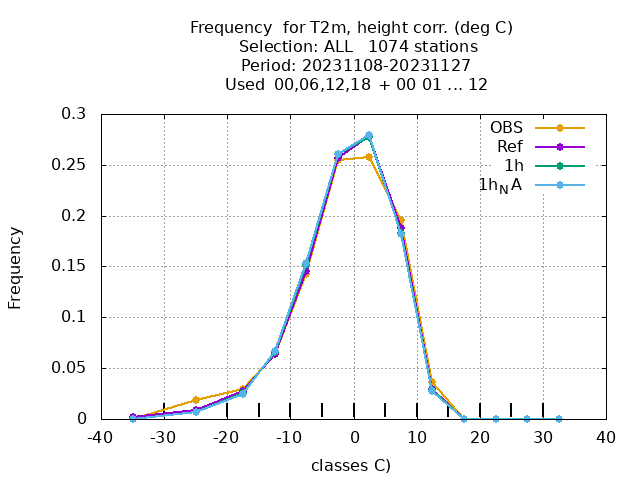 Frequency  for T2m, height corr. (deg C)
Selection: ALL   1074 stations
Period: 20231108-20231127
Used  00,06,12,18  + 00 01 ... 12
0.3
0.25
0.2
0.15
0.1
0.05
0
Frequency
OBS
Ref
1h
1hNA
-40 -30 -20 -10 0 10 20 30 40
classes C)